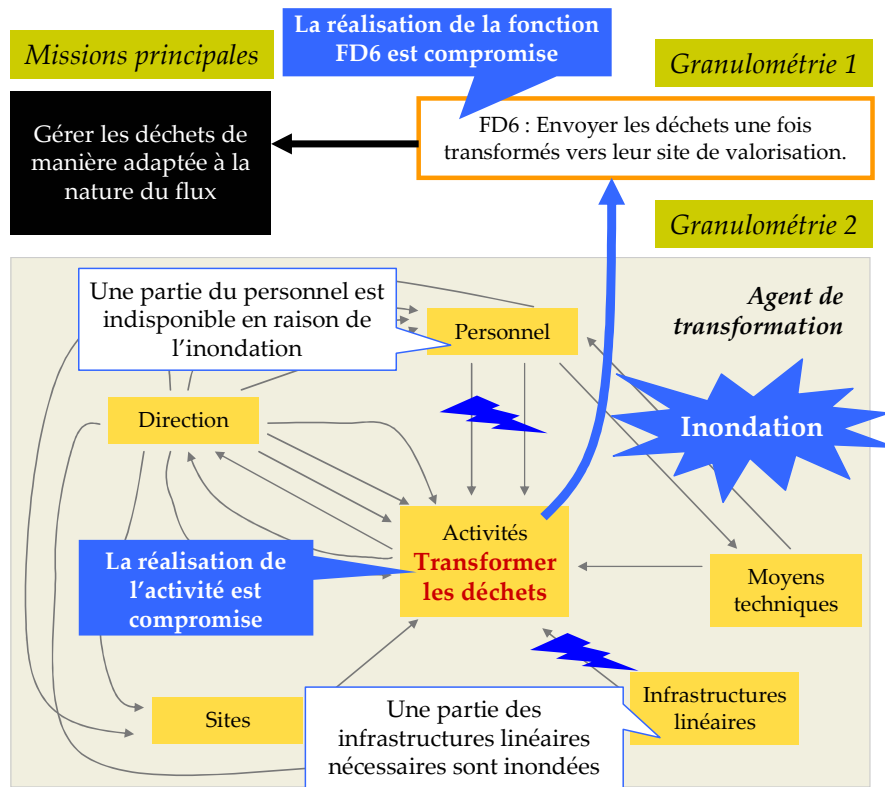 La réalisation de la fonction
FD6 est compromise
Missions principales
Granulométrie 1
Gérer les déchets de
manière adaptée à la
nature du flux
FD6 : Envoyer les déchets une fois
transformés vers leur site de valorisation.
Granulométrie 2
Une partie du personnel est
indisponible en raison de
l’inondation
Personnel
Agent de
transformation
Direction
Inondation
Activités
Transformer
les déchets
La réalisation de
l’activité est
compromise
Moyens
techniques
Sites
Une partie des
infrastructures linéaires
nécessaires sont inondées
Infrastructures
linéaires